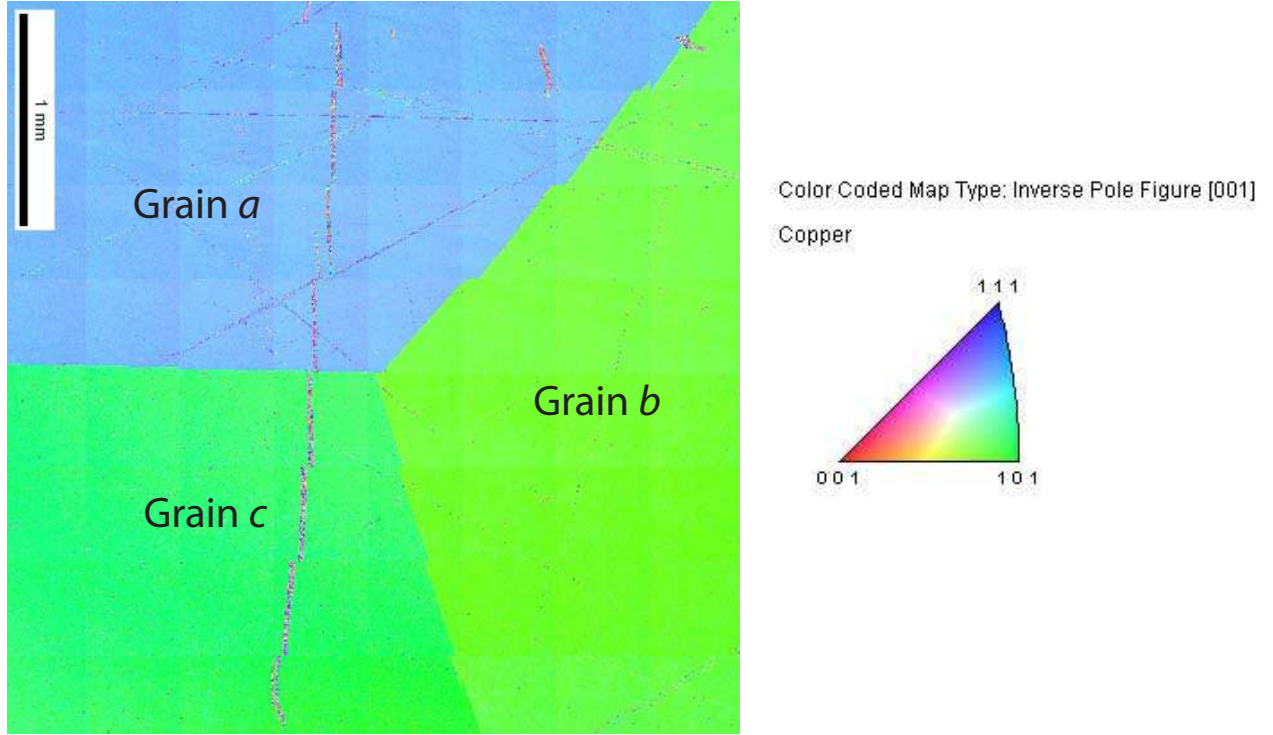 1 mm
Grain a
Grain b
Grain c
Color Coded Map Type: Inverse Pole Figure [001]
Copper
1 1 1
0 0 1
1 0 1